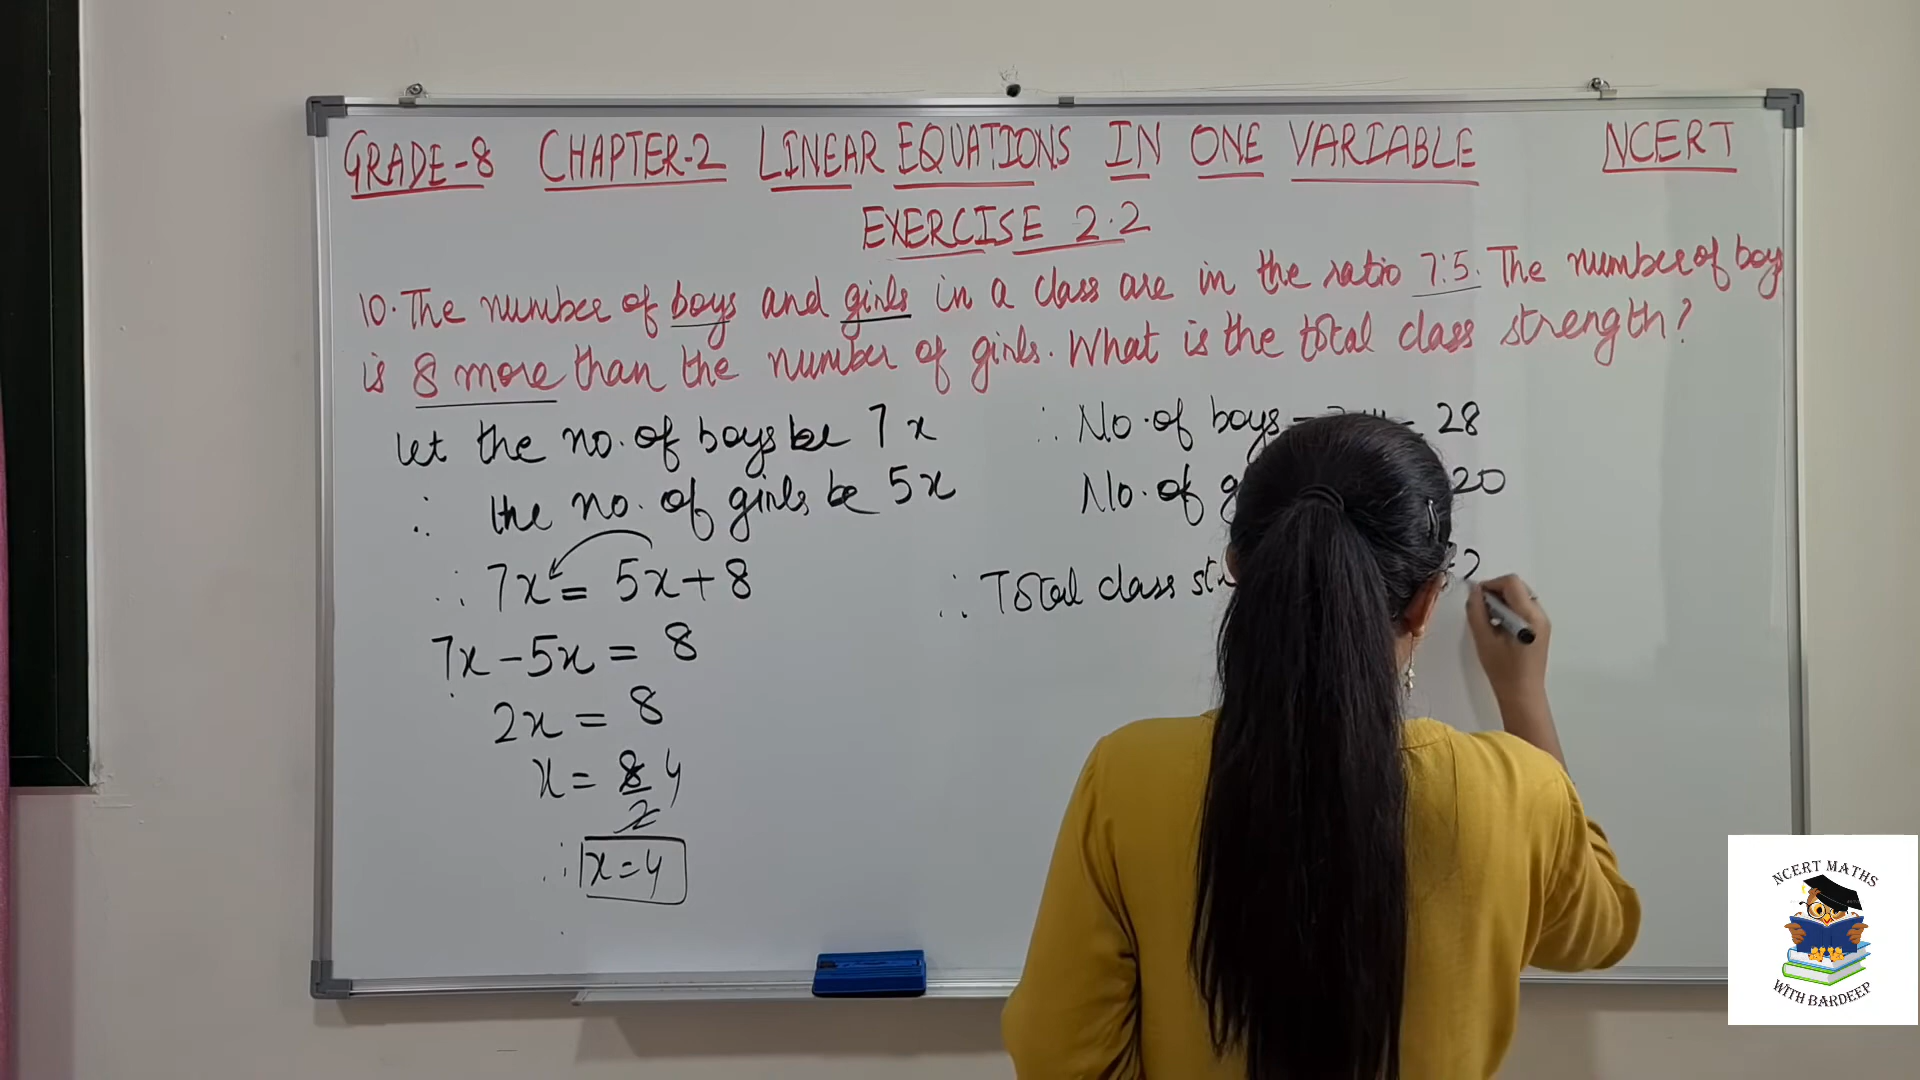 GRADE-8 CHAPTER-2 LINEAR EQUATIONS IN ONE VARIABLE NCERT
EXERCISE 2.2
10. The number of boys and girls in a class are in the ratio 7:5. The number of boy
is 8 more than the number of girls. What is the total class strength?
let the no. of boys be 7x
∴ the no. of girls be 5x
∴ 7x = 5x+8
7x-5x = 8
2x = 8
x = 8/2 4
∴ x=4
∴ No. of boys = 28
No. of 20
∴ Total class
NCERT MATHS
WITH BARDEEP